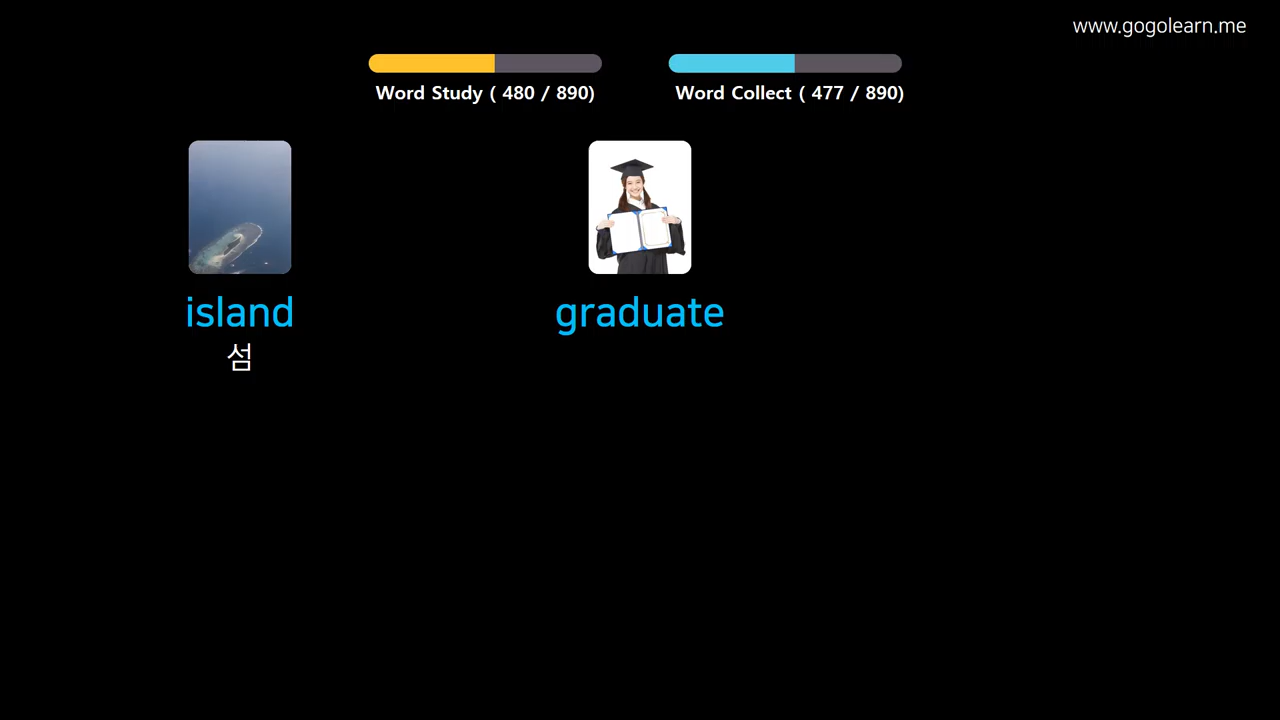 www.gogolearn.me
Word Study ( 480 / 890)
Word Collect ( 477 / 890)
island
섬
graduate